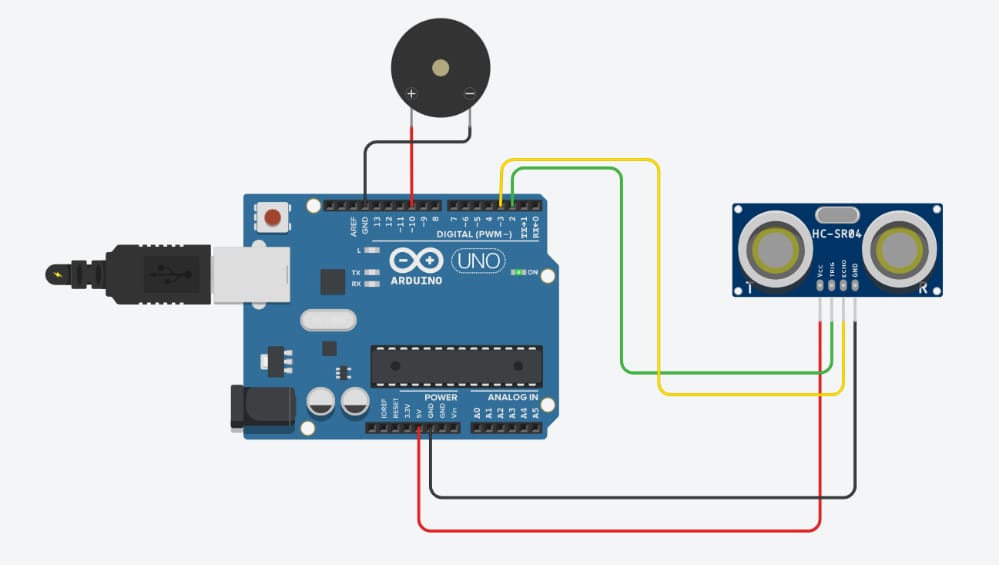 + −
AREF
GND
13
12
~11
~10
~9
8
7
~6
~5
4
~3
2
TX→1
RX←0
DIGITAL (PWM~)
L
TX
RX
UNO
ON
ARDUINO
POWER
ANALOG IN
IOREF
RESET
3.3V
5V
GND
GND
Vin
A0
A1
A2
A3
A4
A5
HC-SR04
VCC
TRIG
ECHO
GND
T
R